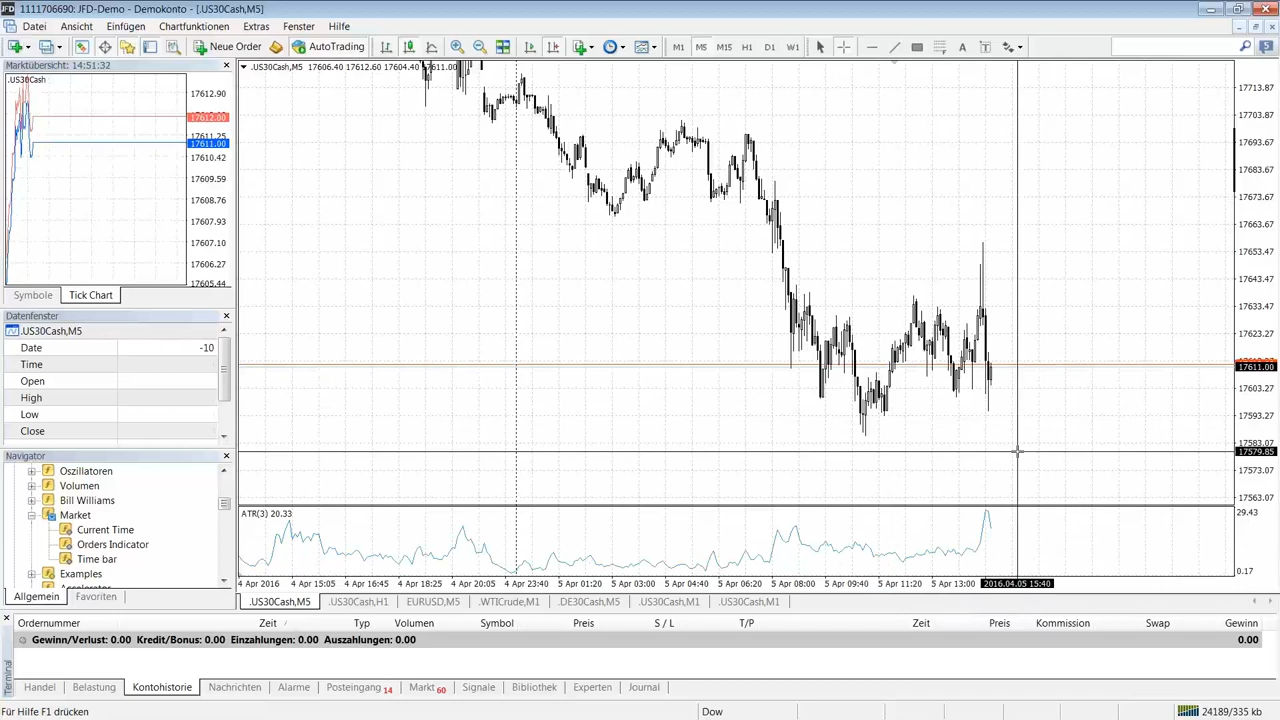 1111706690: JFD-Demo - Demokonto - [.US30Cash,M5]
Datei Ansicht Einfügen Chartfunktionen Extras Fenster Hilfe
Neue Order AutoTrading M1 M5 M15 H1 D1 W1 A T 5
Marktübersicht: 14:51:32
.US30Cash
17612.90
17612.00
17611.25
17611.00
17610.42
17609.59
17608.76
17607.93
17607.10
17606.27
17605.44
Symbole Tick Chart
Datenfenster
.US30Cash,M5
Date -10
Time
Open
High
Low
Close
Navigator
Oszillatoren
Volumen
Bill Williams
Market
Current Time
Orders Indicator
Time bar
Examples
Allgemein Favoriten
.US30Cash,M5 17606.40 17612.60 17604.40 17611.00
17713.87
17703.87
17693.67
17683.67
17673.67
17663.67
17653.47
17643.47
17633.47
17623.27
17611.00
17603.27
17593.27
17583.07
17579.85
17573.07
17563.07
ATR(3) 20.33
29.43
0.17
4 Apr 2016 4 Apr 15:05 4 Apr 16:45 4 Apr 18:25 4 Apr 20:05 4 Apr 23:40 5 Apr 01:20 5 Apr 03:00 5 Apr 04:40 5 Apr 06:20 5 Apr 08:00 5 Apr 09:40 5 Apr 11:20 5 Apr 13:00 2016.04.05 15:40
.US30Cash,M5 .US30Cash,H1 EURUSD,M5 .WTICrude,M1 .DE30Cash,M5 .US30Cash,M1 .US30Cash,M1
Ordernummer Zeit Typ Volumen Symbol Preis S / L T/P Zeit Preis Kommission Swap Gewinn
Gewinn/Verlust: 0.00 Kredit/Bonus: 0.00 Einzahlungen: 0.00 Auszahlungen: 0.00 0.00
Terminal
Handel Belastung Kontohistorie Nachrichten Alarme Posteingang 14 Markt 60 Signale Bibliothek Experten Journal
Für Hilfe F1 drücken Dow 24189/335 kb